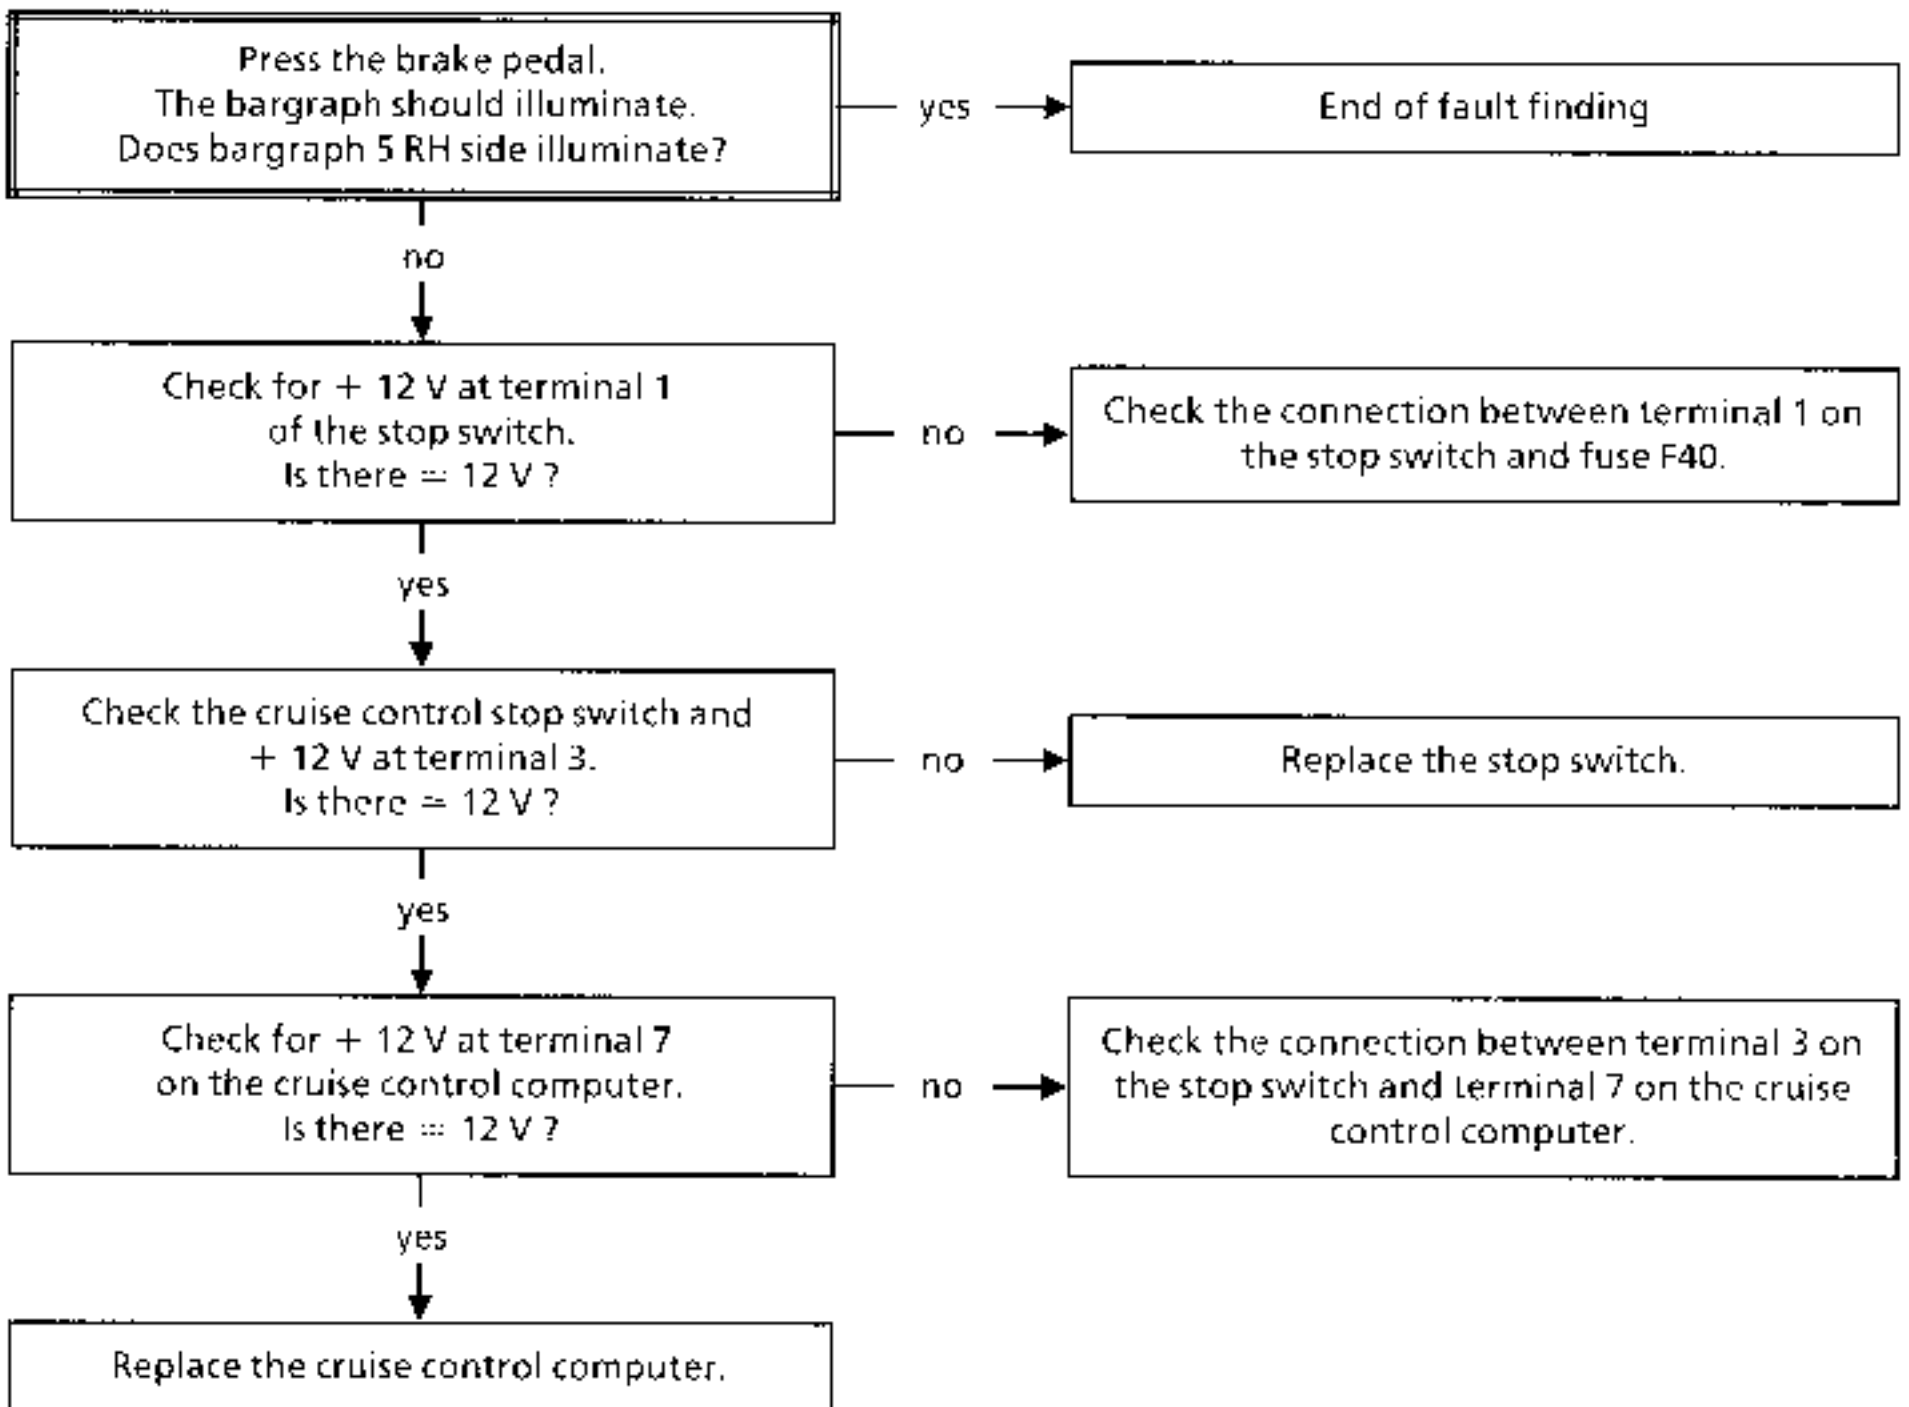 Press the brake pedal.
The bargraph should illuminate.
Does bargraph 5 RH side illuminate?
yes
End of fault finding
no
Check for + 12 V at terminal 1
of the stop switch.
Is there = 12 V ?
no
Check the connection between terminal 1 on
the stop switch and fuse F40.
yes
Check the cruise control stop switch and
+ 12 V at terminal 3.
Is there = 12 V ?
no
Replace the stop switch.
yes
Check for + 12 V at terminal 7
on the cruise control computer.
Is there = 12 V ?
no
Check the connection between terminal 3 on
the stop switch and terminal 7 on the cruise
control computer.
yes
Replace the cruise control computer.